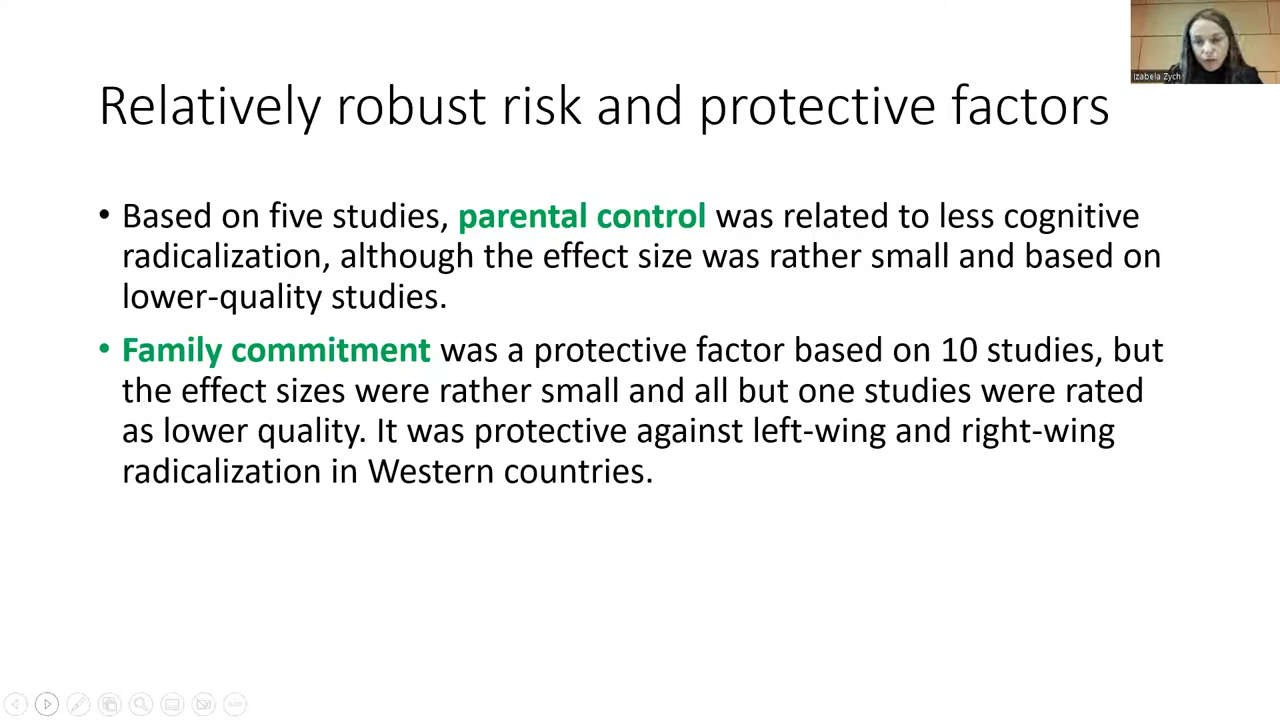 Izabela Zych
Relatively robust risk and protective factors
• Based on five studies, parental control was related to less cognitive
radicalization, although the effect size was rather small and based on
lower-quality studies.
• Family commitment was a protective factor based on 10 studies, but
the effect sizes were rather small and all but one studies were rated
as lower quality. It was protective against left-wing and right-wing
radicalization in Western countries.